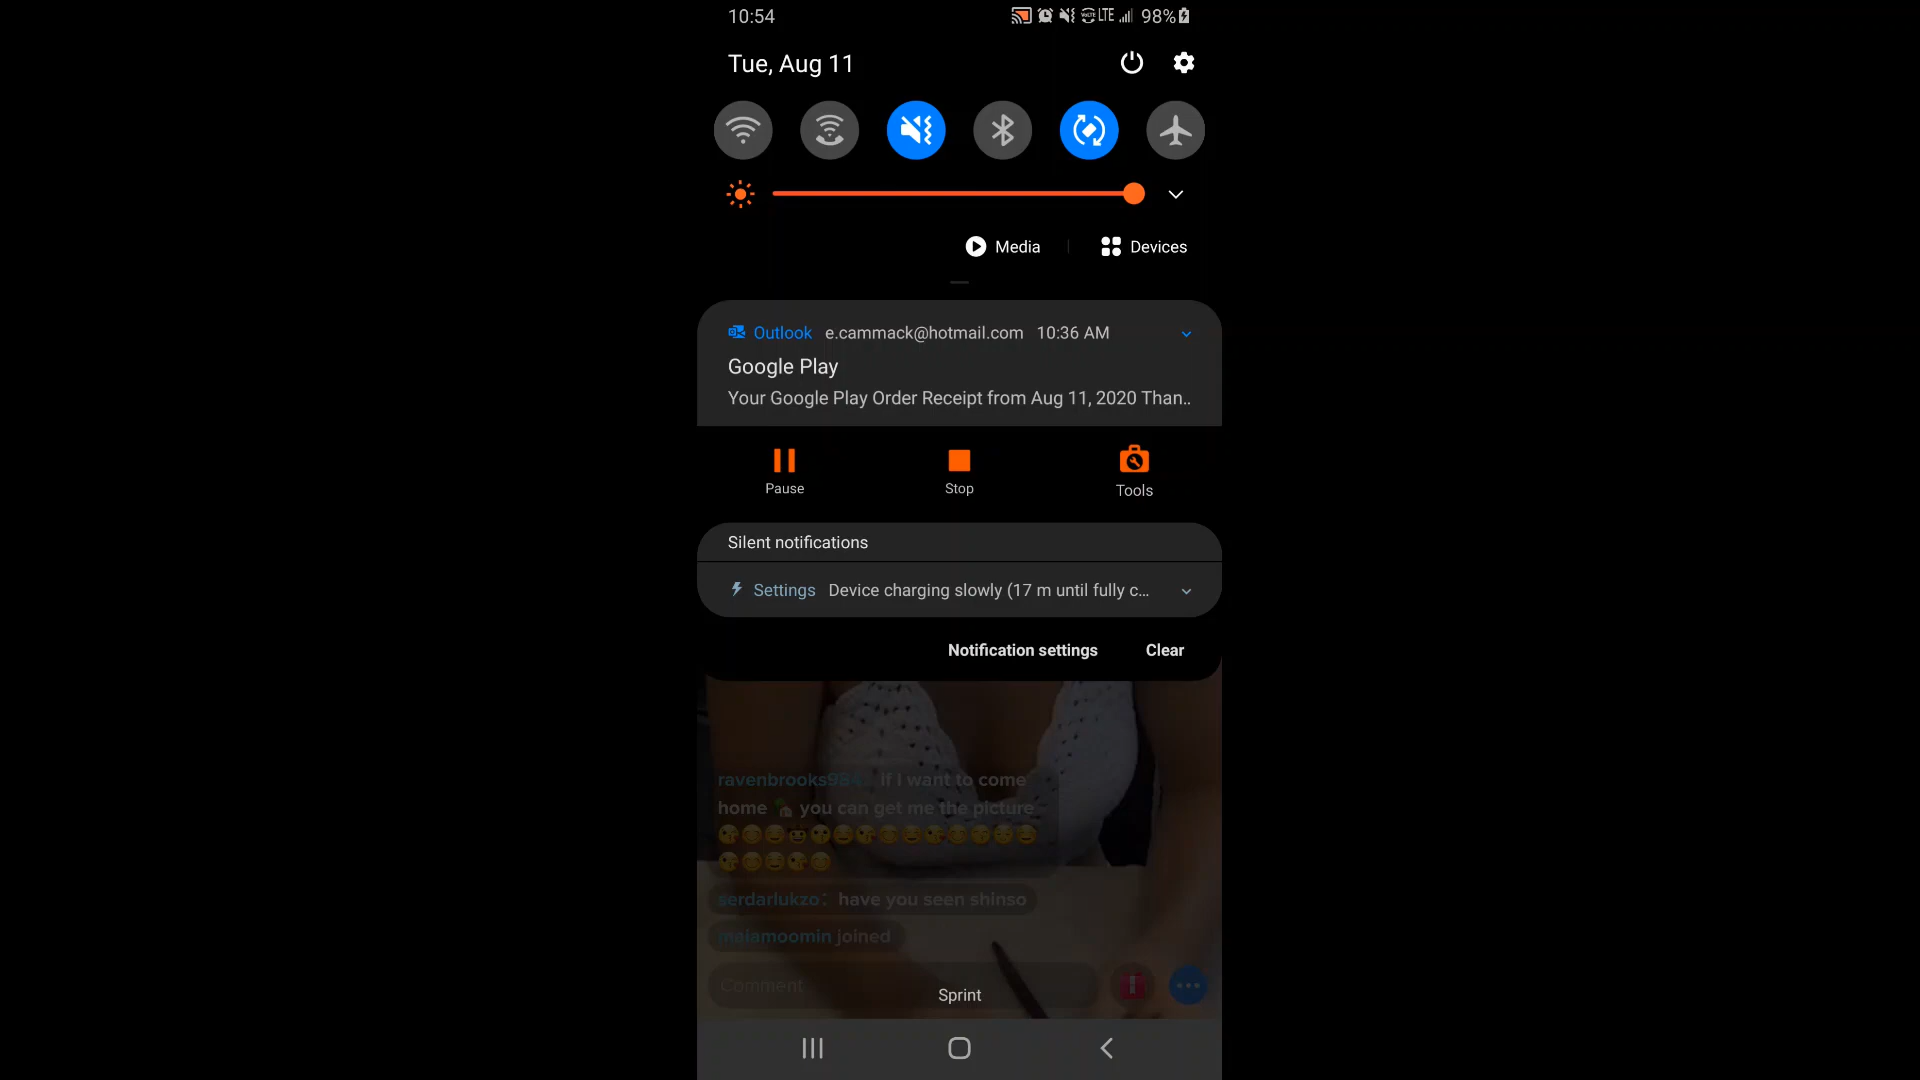 10:54
LTE 98%
Tue, Aug 11
Media
Devices
Outlook e.cammack@hotmail.com 10:36 AM
Google Play
Your Google Play Order Receipt from Aug 11, 2020 Than..
Pause
Stop
Tools
Silent notifications
Settings Device charging slowly (17 m until fully c...
Notification settings
Clear
if I want to come
home you can get me the picture
serdarlukzo: have you seen shinso
maiamoomin joined
Comment
Sprint